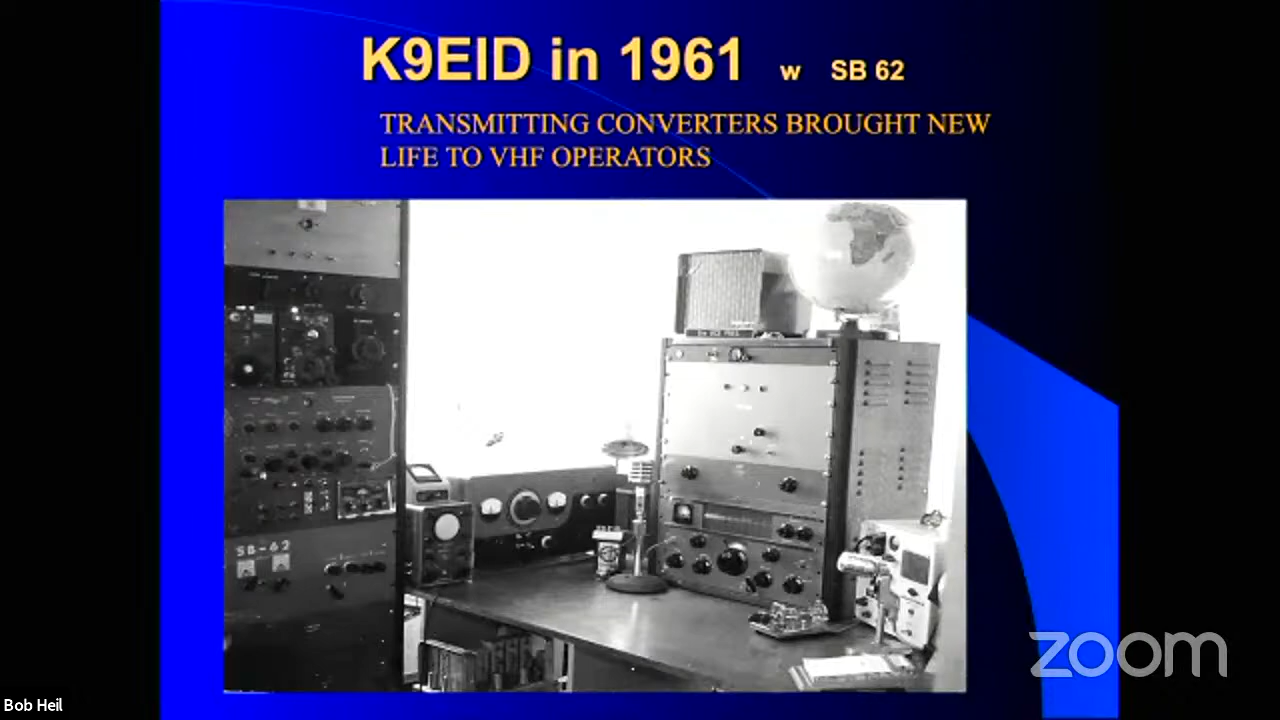 K9EID in 1961 w SB 62
TRANSMITTING CONVERTERS BROUGHT NEW
LIFE TO VHF OPERATORS
SB-62
zoom
Bob Heil